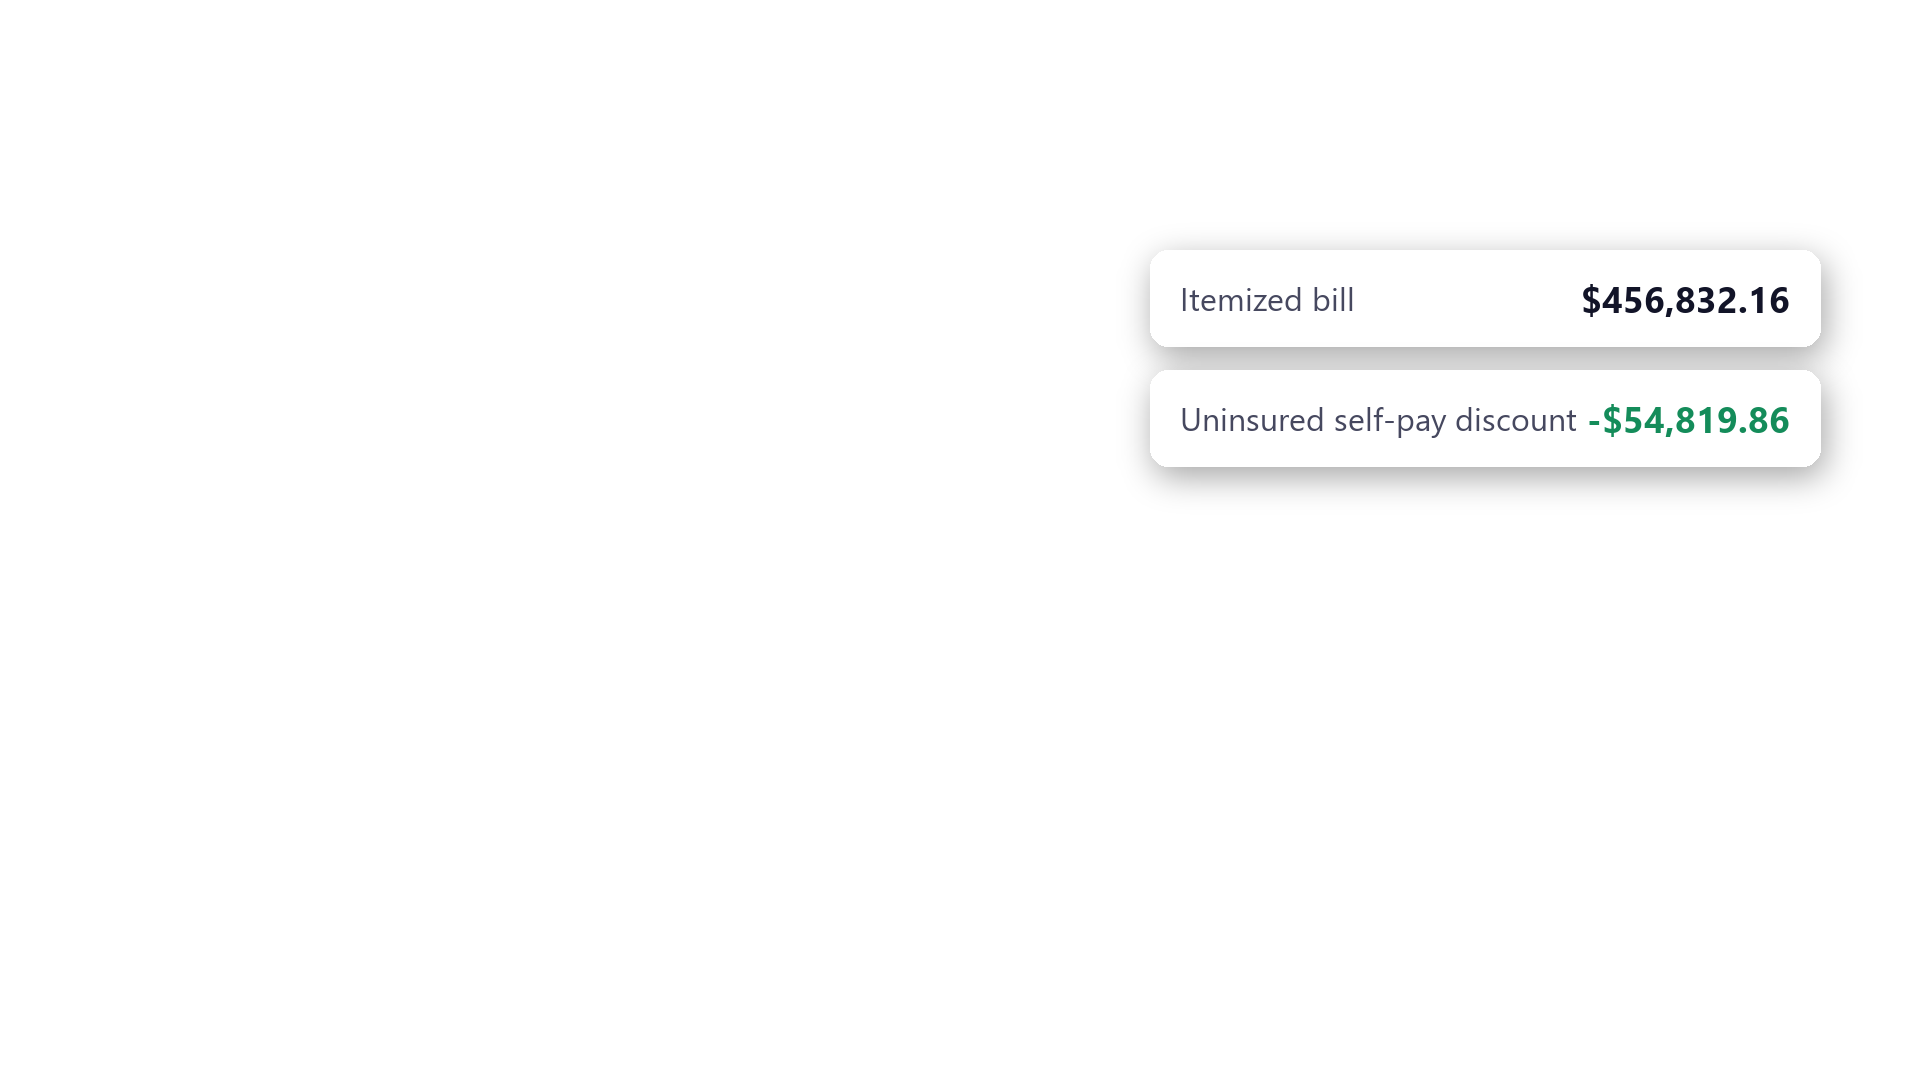 Itemized bill $456,832.16
Uninsured self-pay discount -$54,819.86